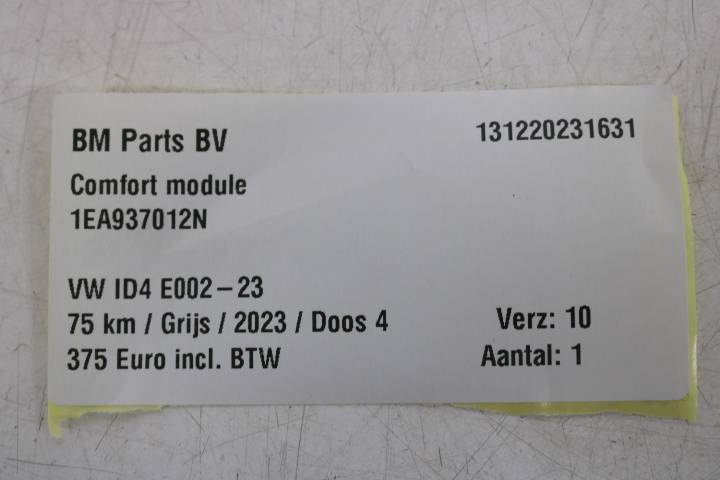 BM Parts BV 131220231631
Comfort module
1EA937012N
VW ID4 E002-23
75 km / Grijs / 2023 / Doos 4 Verz: 10
375 Euro incl. BTW Aantal: 1